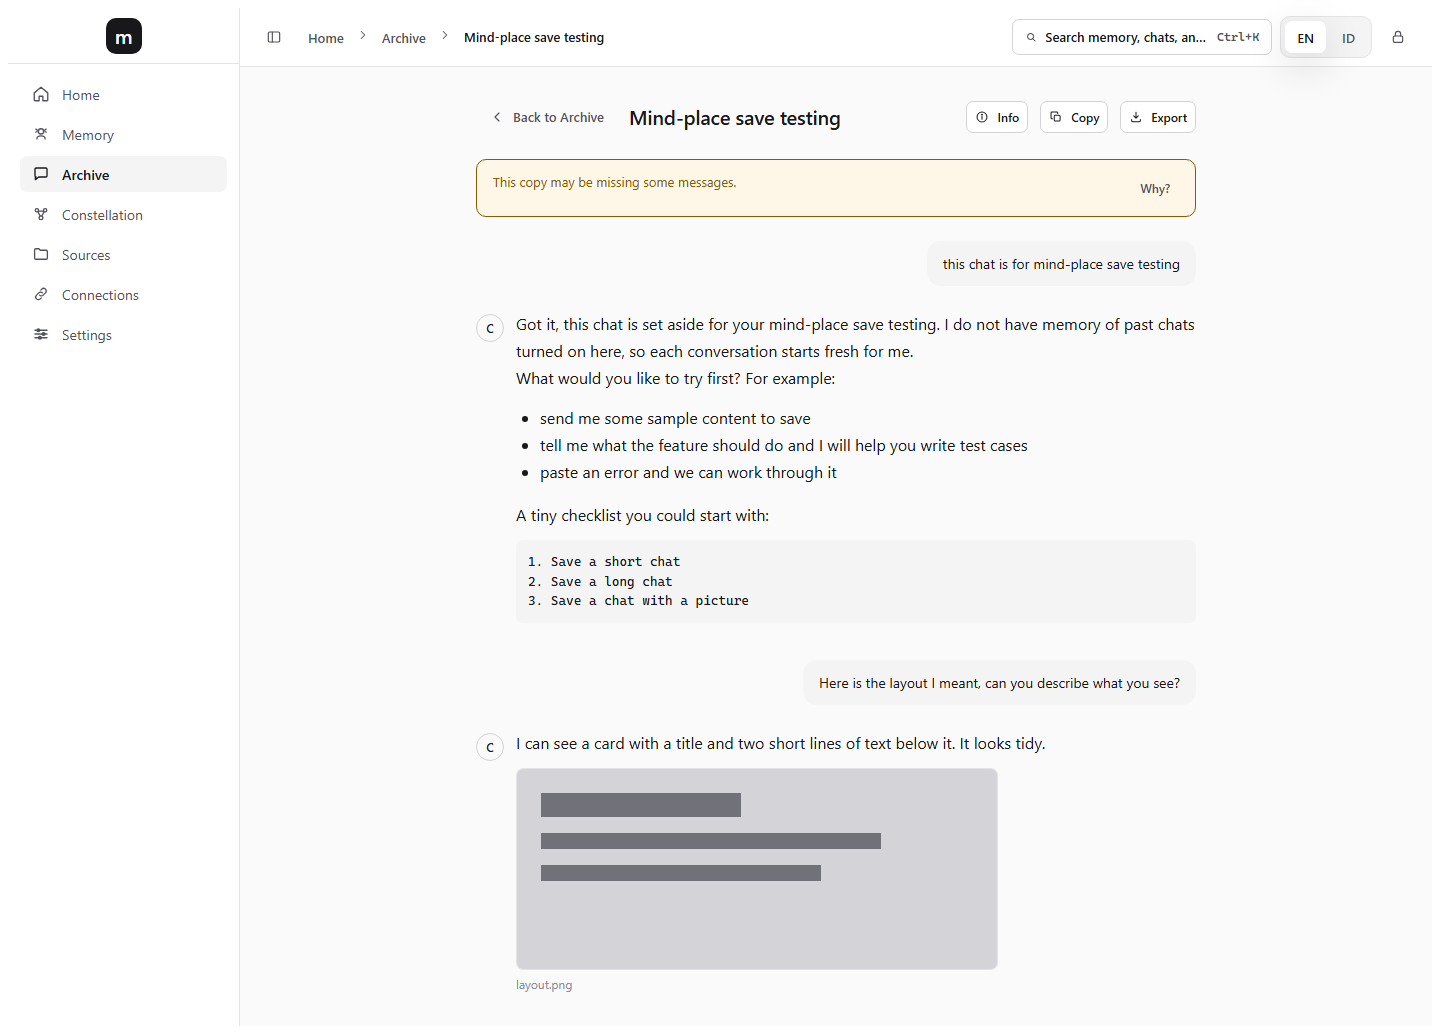 m
Home
Archive
Mind-place save testing
Search memory, chats, an...
Ctrl+K
EN
ID
Home
Memory
Archive
Constellation
Sources
Connections
Settings
Back to Archive
Mind-place save testing
Info
Copy
Export
This copy may be missing some messages.
Why?
this chat is for mind-place save testing
C
Got it, this chat is set aside for your mind-place save testing. I do not have memory of past chats
turned on here, so each conversation starts fresh for me.
What would you like to try first? For example:
• send me some sample content to save
• tell me what the feature should do and I will help you write test cases
• paste an error and we can work through it
A tiny checklist you could start with:
1. Save a short chat
2. Save a long chat
3. Save a chat with a picture
Here is the layout I meant, can you describe what you see?
C
I can see a card with a title and two short lines of text below it. It looks tidy.
layout.png